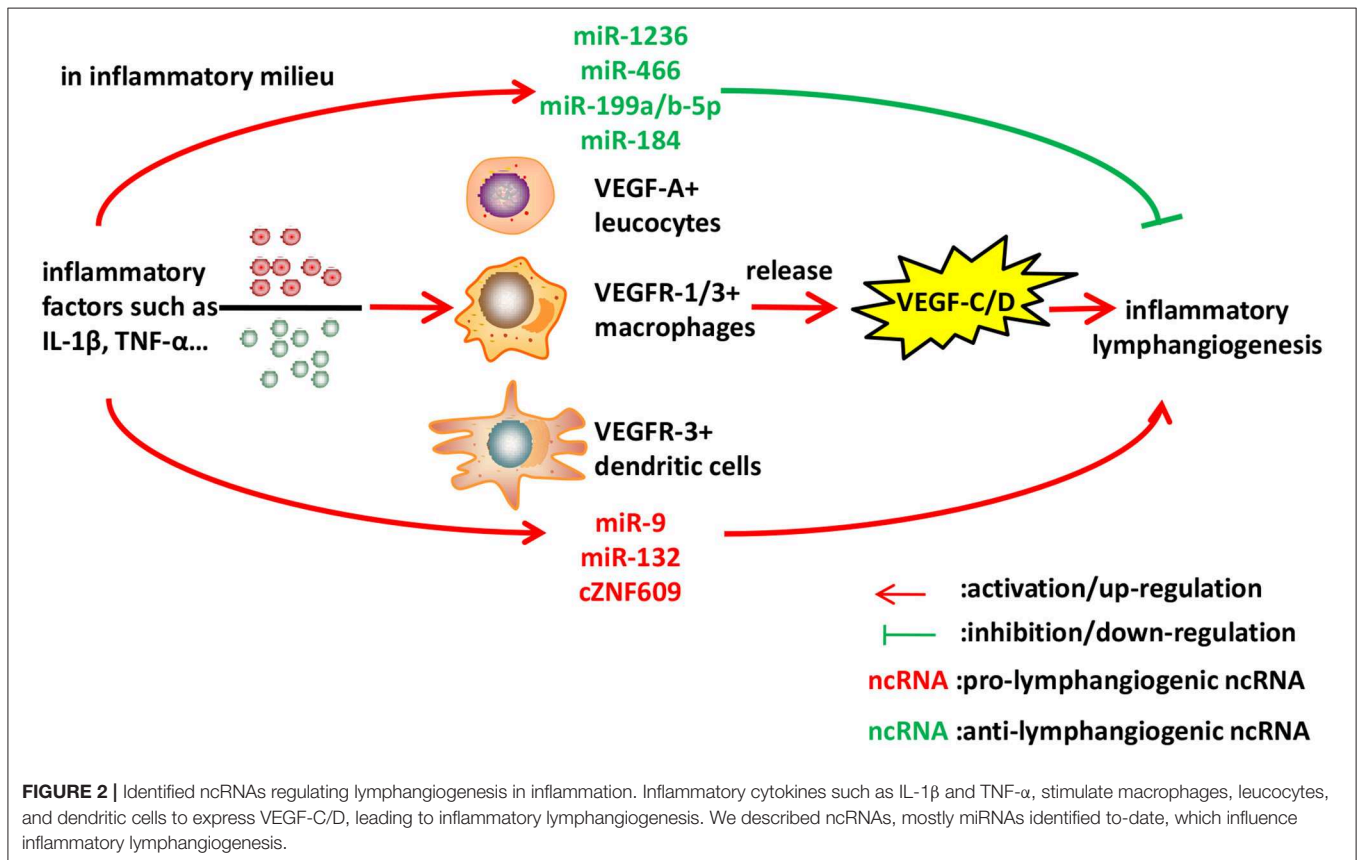 in inflammatory milieu
miR-1236
miR-466
miR-199a/b-5p
miR-184
VEGF-A+
leucocytes
inflammatory
factors such as
IL-1β, TNF-α...
VEGFR-1/3+
macrophages
release
VEGF-C/D
inflammatory
lymphangiogenesis
VEGFR-3+
dendritic cells
miR-9
miR-132
cZNF609
:activation/up-regulation
:inhibition/down-regulation
ncRNA :pro-lymphangiogenic ncRNA
ncRNA :anti-lymphangiogenic ncRNA
FIGURE 2 | Identified ncRNAs regulating lymphangiogenesis in inflammation. Inflammatory cytokines such as IL-1β and TNF-α, stimulate macrophages, leucocytes,
and dendritic cells to express VEGF-C/D, leading to inflammatory lymphangiogenesis. We described ncRNAs, mostly miRNAs identified to-date, which influence
inflammatory lymphangiogenesis.